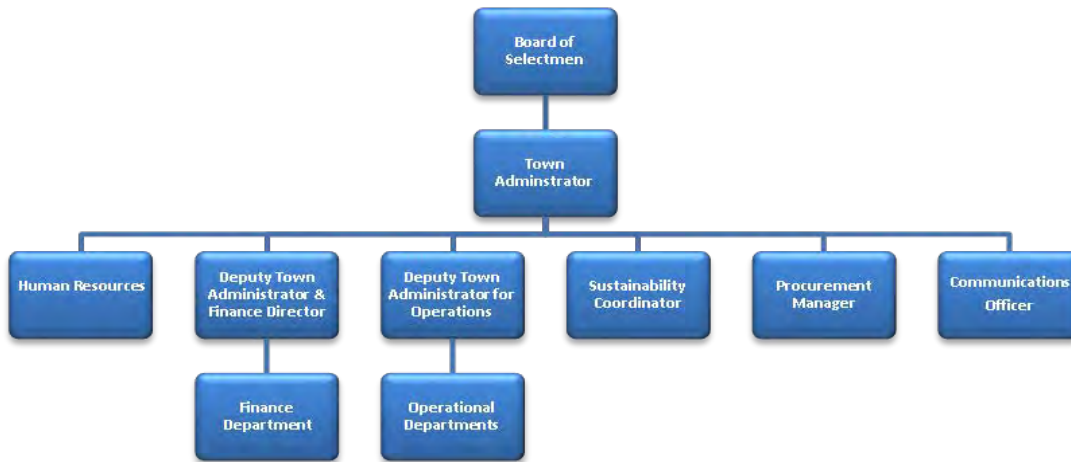 Board of
Selectmen
Town
Adminstrator
Human Resources
Deputy Town
Administrator &
Finance Director
Deputy Town
Administrator for
Operations
Sustainability
Coordinator
Procurement
Manager
Communications
Officer
Finance
Department
Operational
Departments